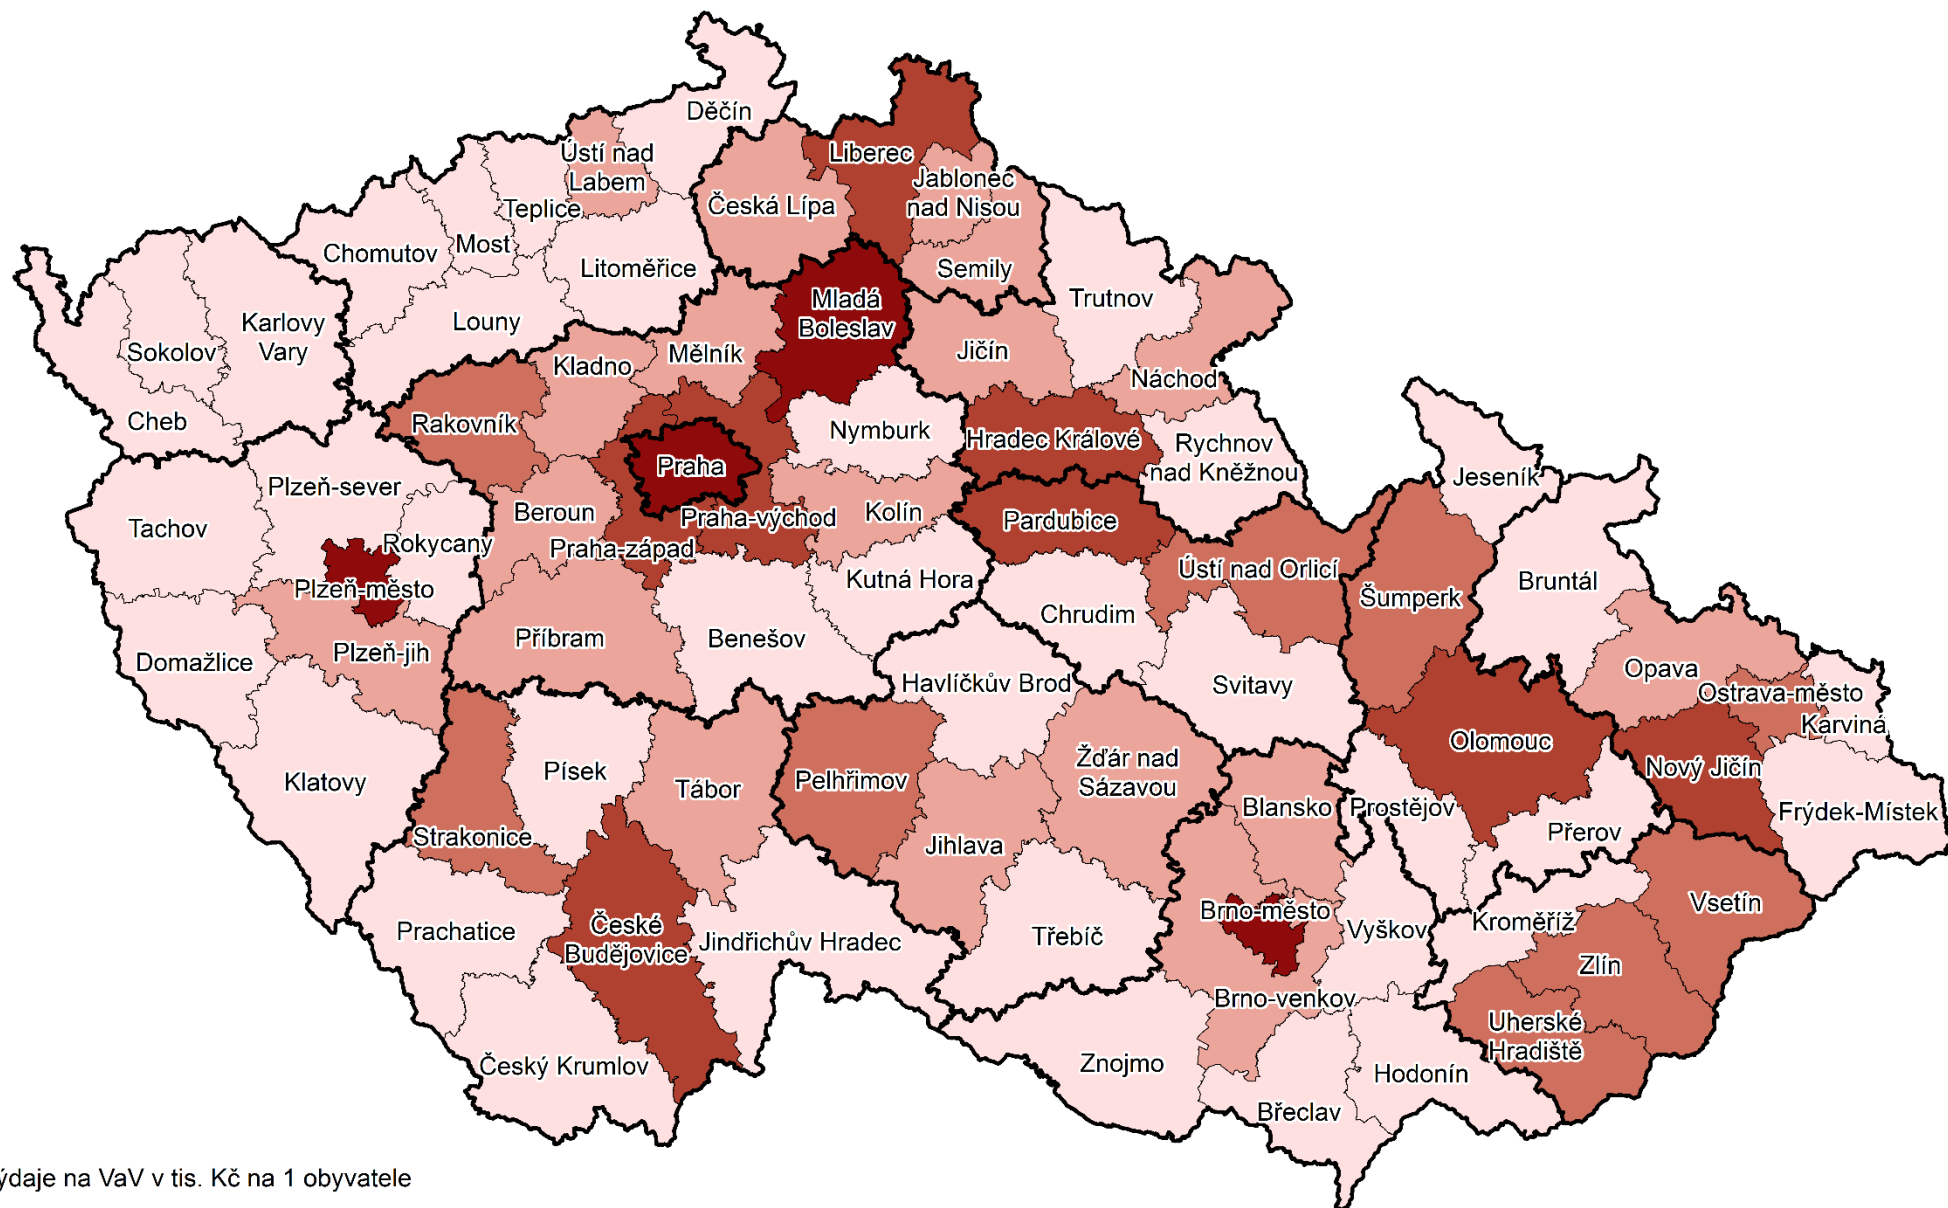 Děčín
Ústí nad
Labem
Liberec
Česká Lípa
Jablonec
nad Nisou
Teplice
Most
Chomutov
Litoměřice
Semily
Trutnov
Mladá
Boleslav
Louny
Karlovy
Vary
Sokolov
Mělník
Jičín
Kladno
Náchod
Cheb
Rakovník
Nymburk
Hradec Králové
Rychnov
nad Kněžnou
Praha
Jeseník
Plzeň-sever
Tachov
Beroun
Kolín
Praha-východ
Pardubice
Rokycany
Praha-západ
Ústí nad Orlicí
Kutná Hora
Bruntál
Plzeň-město
Šumperk
Chrudim
Příbram
Benešov
Plzeň-jih
Domažlice
Havlíčkův Brod
Svitavy
Opava
Ostrava-město
Karviná
Olomouc
Žďár nad
Sázavou
Nový Jičín
Písek
Klatovy
Tábor
Pelhřimov
Blansko
Prostějov
Frýdek-Místek
Přerov
Strakonice
Jihlava
Vsetín
Brno-město
Kroměříž
České
Budějovice
Prachatice
Jindřichův Hradec
Třebíč
Vyškov
Zlín
Brno-venkov
Uherské
Hradiště
Český Krumlov
Znojmo
Hodonín
Břeclav
ýdaje na VaV v tis. Kč na 1 obyvatele